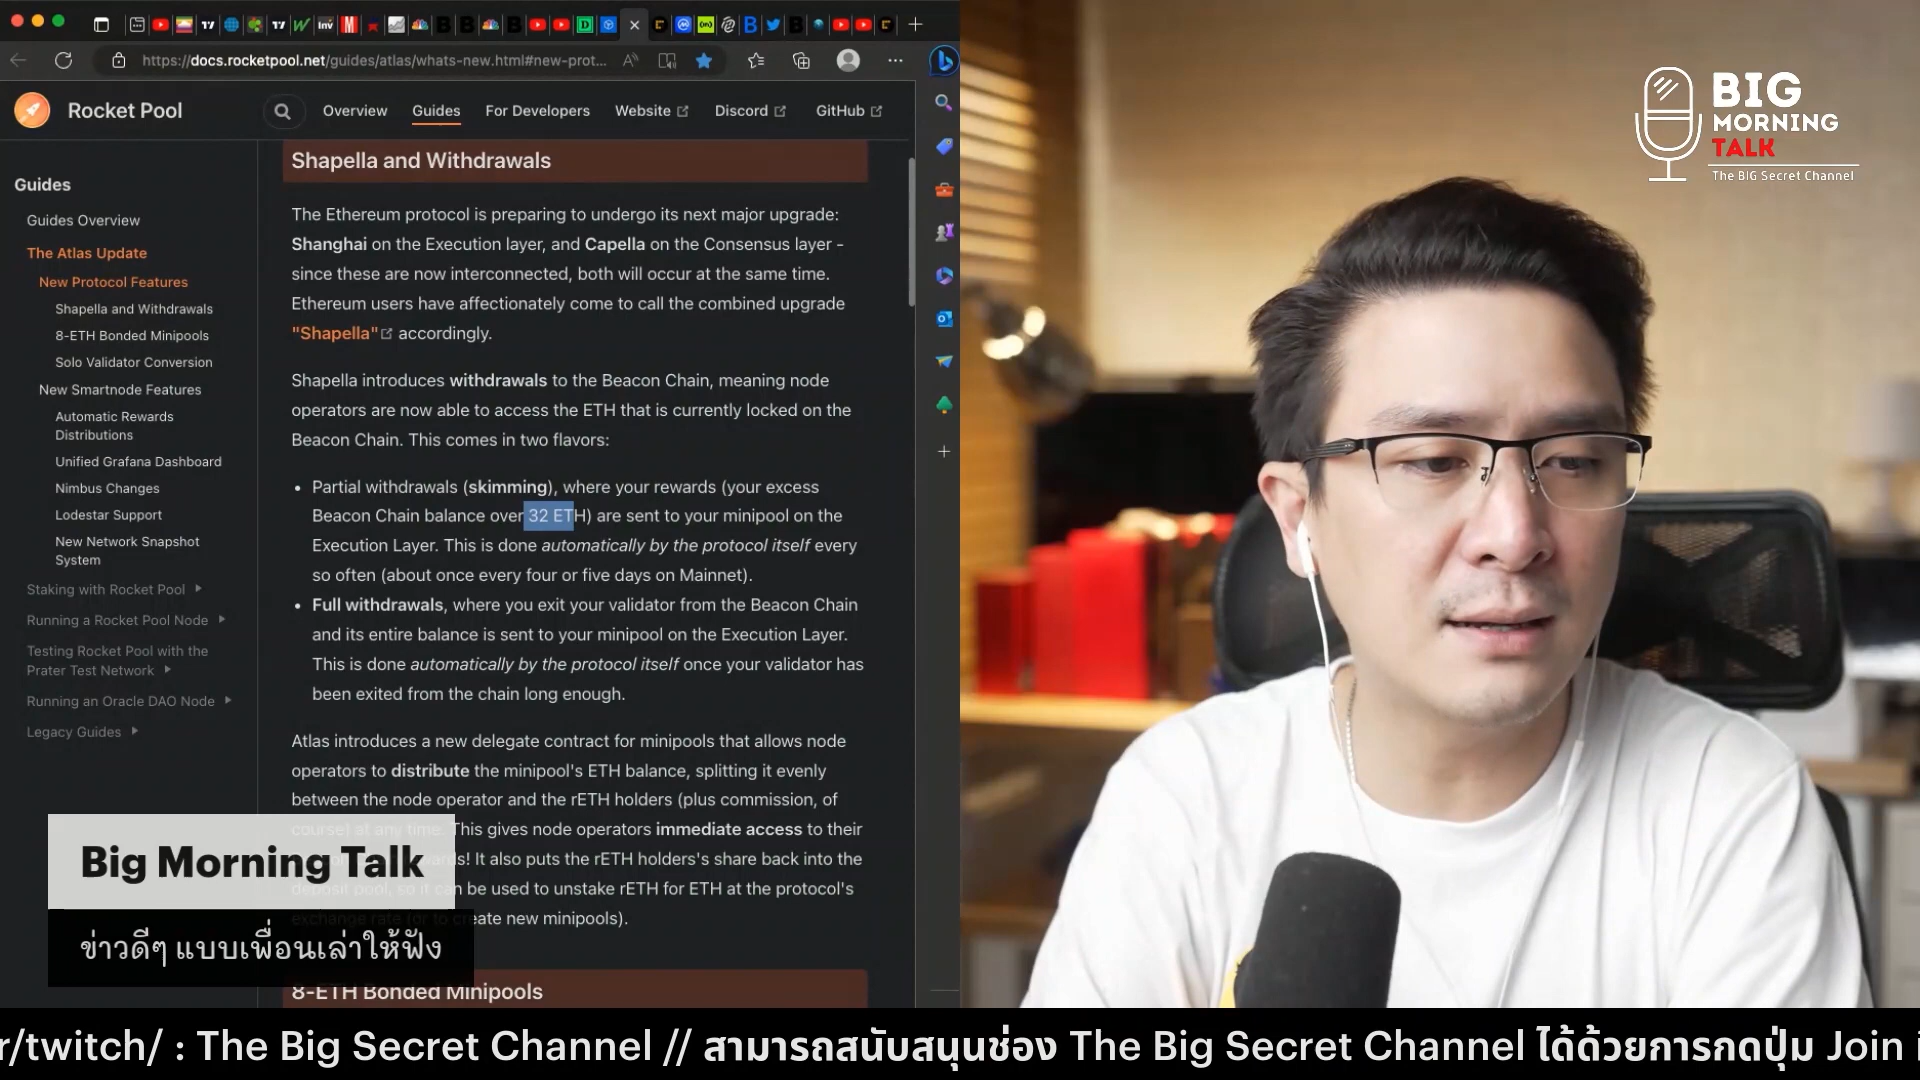 https://docs.rocketpool.net/guides/atlas/whats-new.html#new-prot...
Rocket Pool
Overview
Guides
For Developers
Website
Discord
GitHub
Guides
Guides Overview
The Atlas Update
New Protocol Features
Shapella and Withdrawals
8-ETH Bonded Minipools
Solo Validator Conversion
New Smartnode Features
Automatic Rewards
Distributions
Unified Grafana Dashboard
Nimbus Changes
Lodestar Support
New Network Snapshot
System
Staking with Rocket Pool
Running a Rocket Pool Node
Testing Rocket Pool with the
Prater Test Network
Running an Oracle DAO Node
Legacy Guides
Shapella and Withdrawals
The Ethereum protocol is preparing to undergo its next major upgrade:
Shanghai on the Execution layer, and Capella on the Consensus layer -
since these are now interconnected, both will occur at the same time.
Ethereum users have affectionately come to call the combined upgrade
"Shapella" accordingly.
Shapella introduces withdrawals to the Beacon Chain, meaning node
operators are now able to access the ETH that is currently locked on the
Beacon Chain. This comes in two flavors:
• Partial withdrawals (skimming), where your rewards (your excess
Beacon Chain balance over 32 ETH) are sent to your minipool on the
Execution Layer. This is done automatically by the protocol itself every
so often (about once every four or five days on Mainnet).
• Full withdrawals, where you exit your validator from the Beacon Chain
and its entire balance is sent to your minipool on the Execution Layer.
This is done automatically by the protocol itself once your validator has
been exited from the chain long enough.
Atlas introduces a new delegate contract for minipools that allows node
operators to distribute the minipool's ETH balance, splitting it evenly
between the node operator and the rETH holders (plus commission, of
course) at any time. This gives node operators immediate access to their
! It also puts the rETH holders's share back into the
deposit pool, so it can be used to unstake rETH for ETH at the protocol's
exchange rate (or to create new minipools).
8-ETH Bonded Minipools
Big Morning Talk
ข่าวดีๆ แบบเพื่อนเล่าให้ฟัง
BIG
MORNING
TALK
The BIG Secret Channel
r/twitch/ : The Big Secret Channel // สามารถสนับสนุนช่อง The Big Secret Channel ได้ด้วยการกดปุ่ม Join